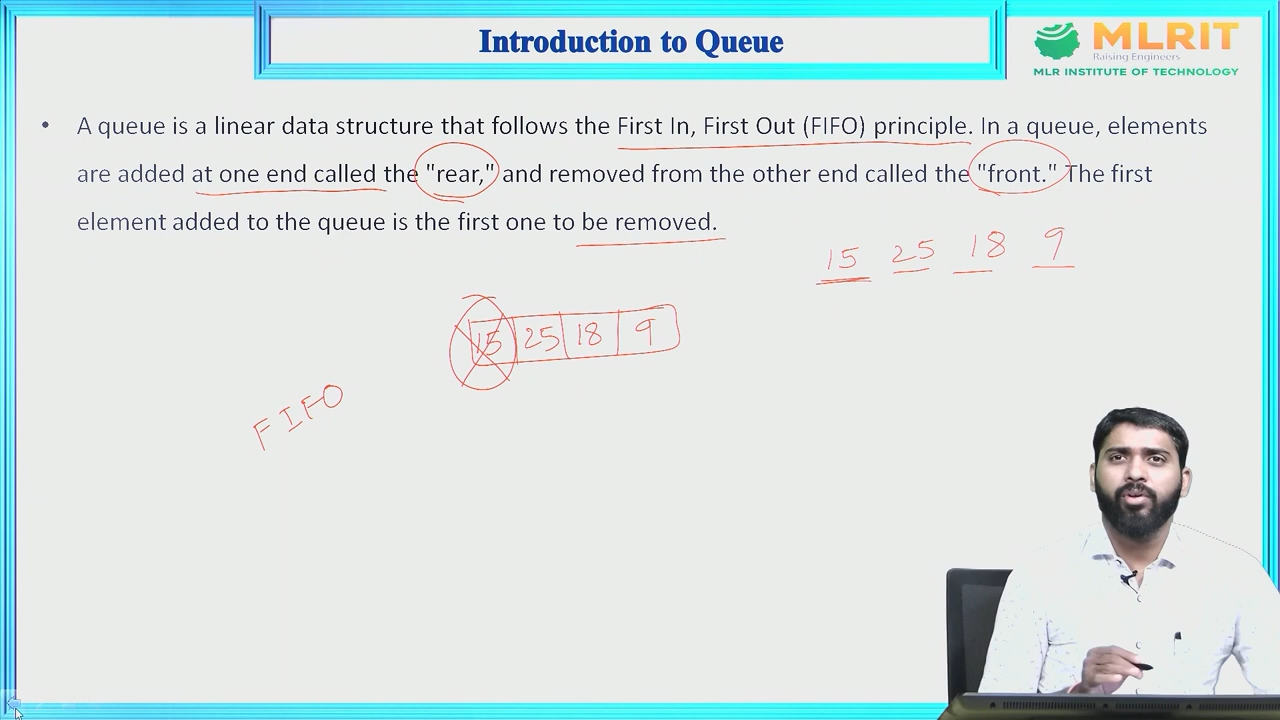 Introduction to Queue
MLRIT
Raising Engineers
MLR INSTITUTE OF TECHNOLOGY
• A queue is a linear data structure that follows the First In, First Out (FIFO) principle. In a queue, elements
are added at one end called the "rear," and removed from the other end called the "front." The first
element added to the queue is the first one to be removed.
15 25 18 9
15 25 18 9
FIFO